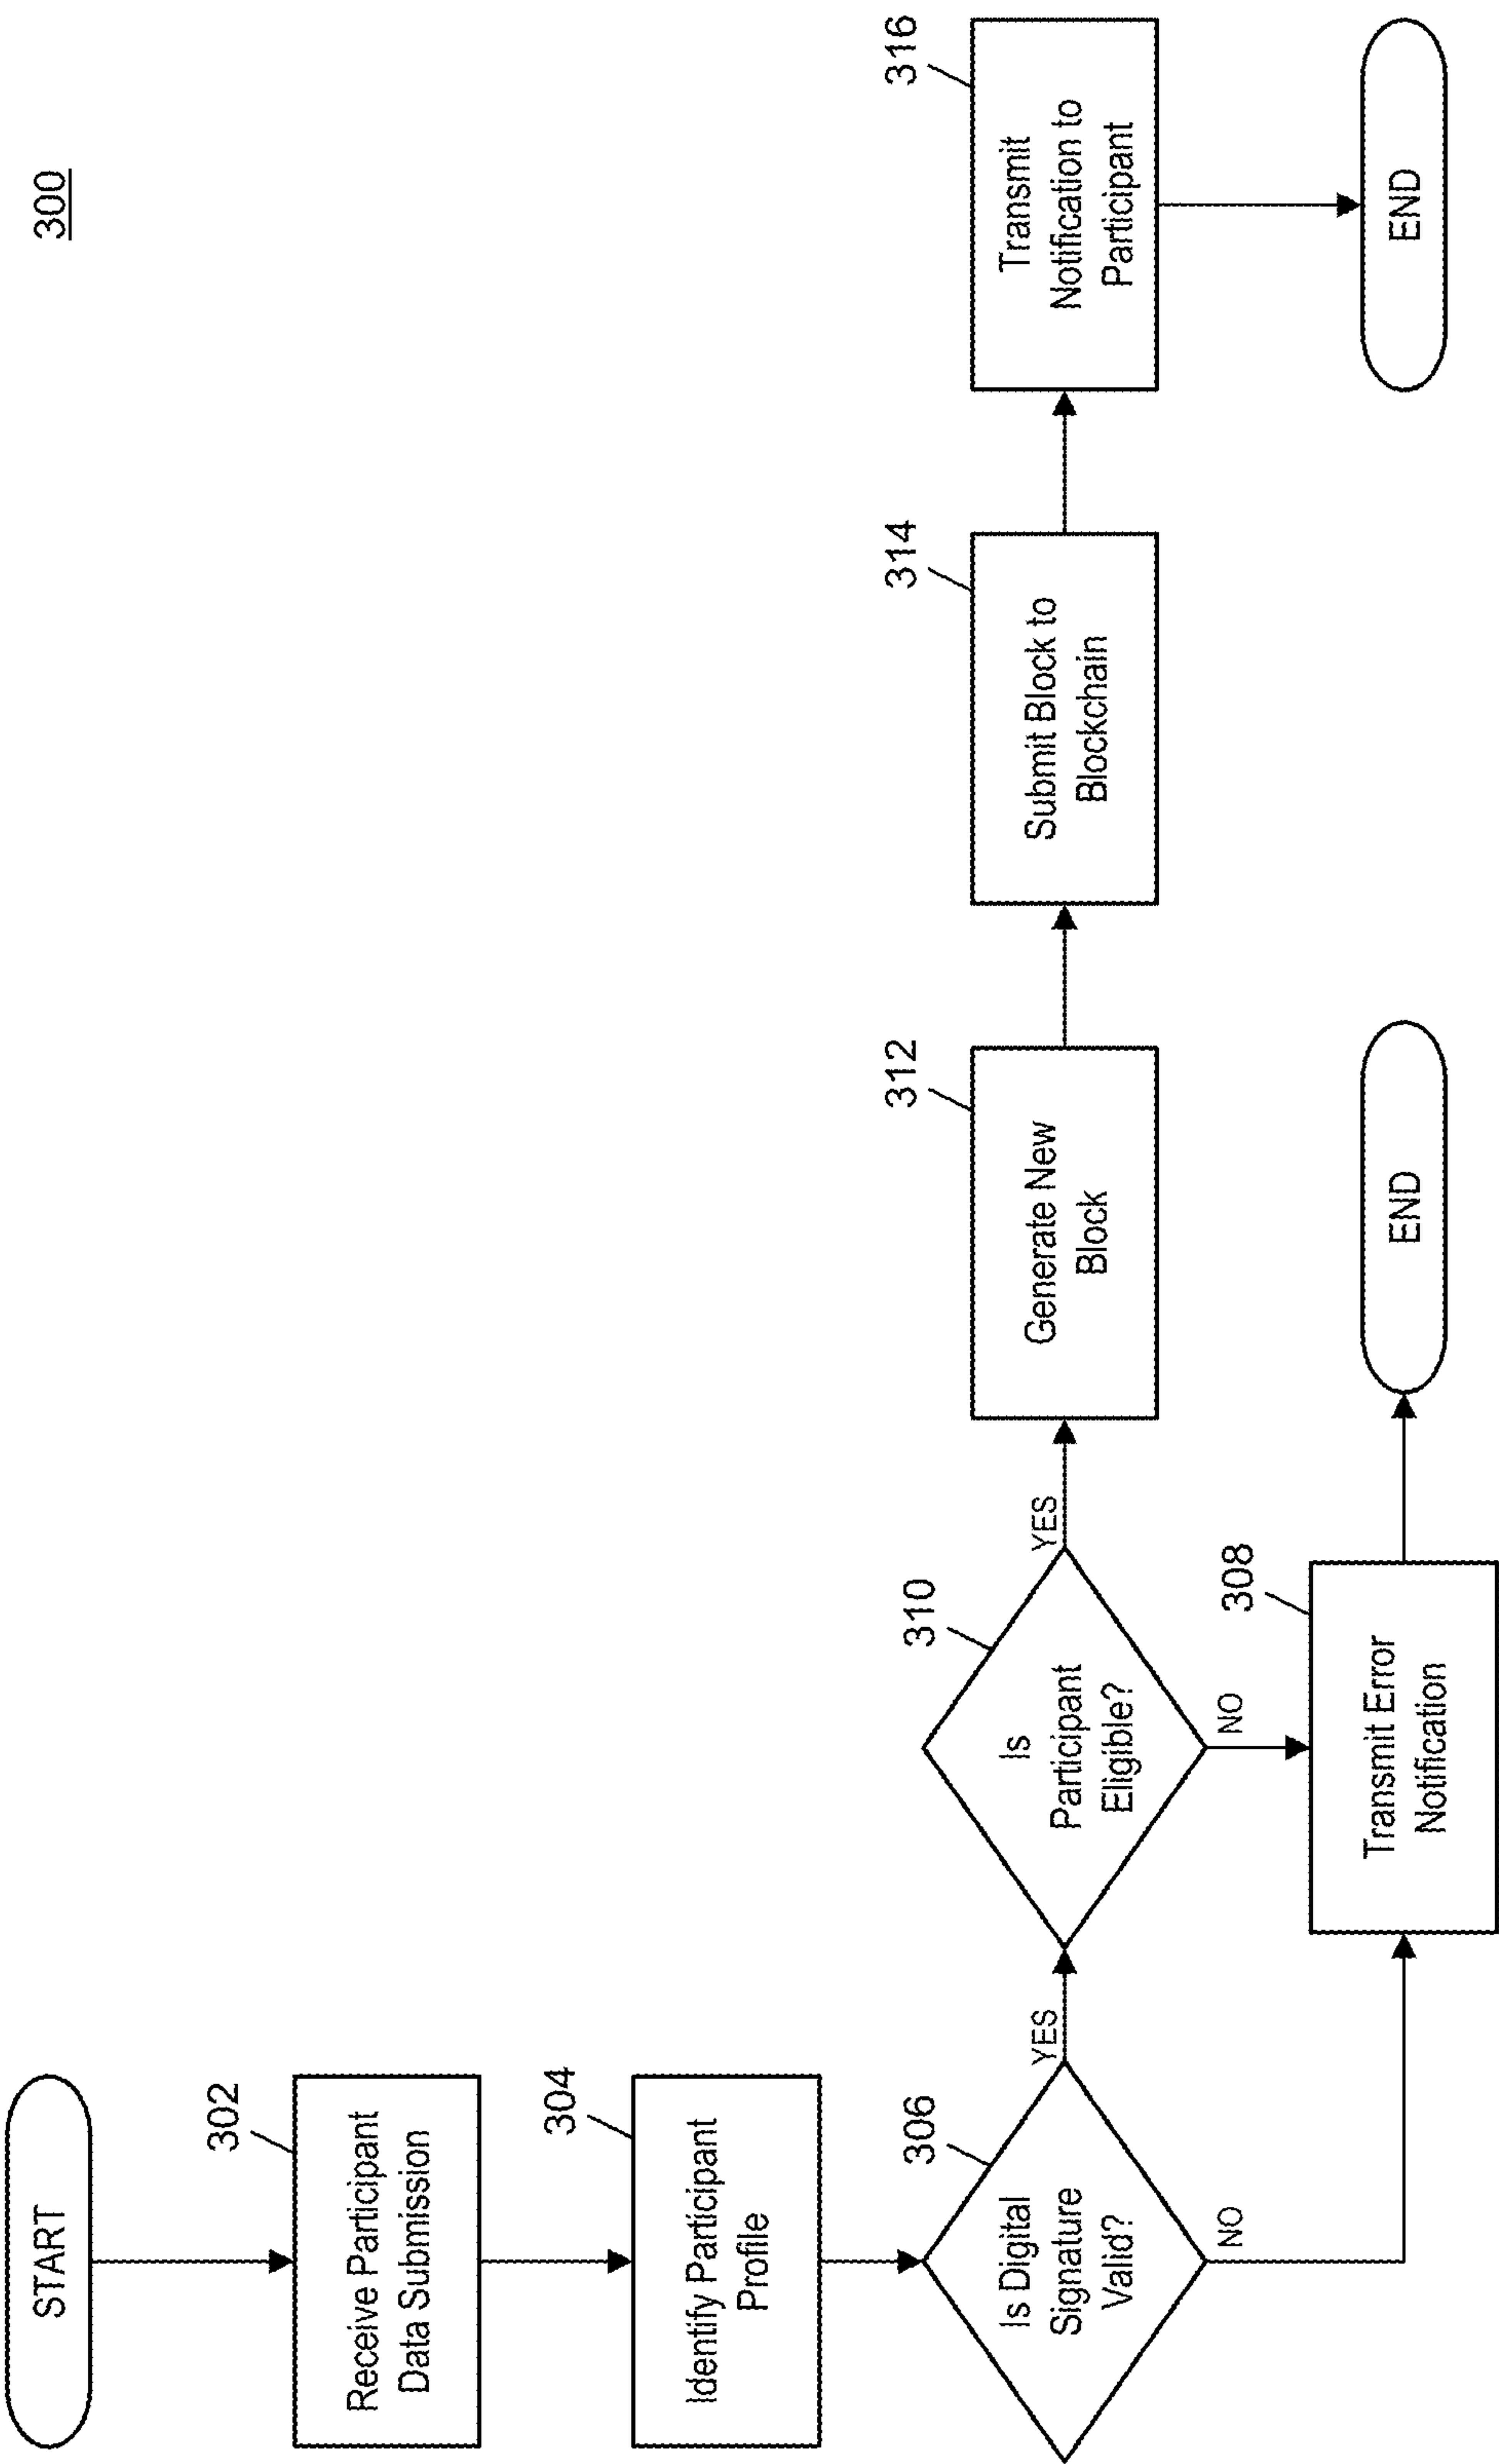 300
START
302
Receive Participant
Data Submission
304
Identify Participant
Profile
306
Is Digital
Signature
Valid?
YES
NO
310
Is
Participant
Eligible?
YES
NO
308
Transmit Error
Notification
END
312
Generate New
Block
314
Submit Block to
Blockchain
316
Transmit
Notification to
Participant
END